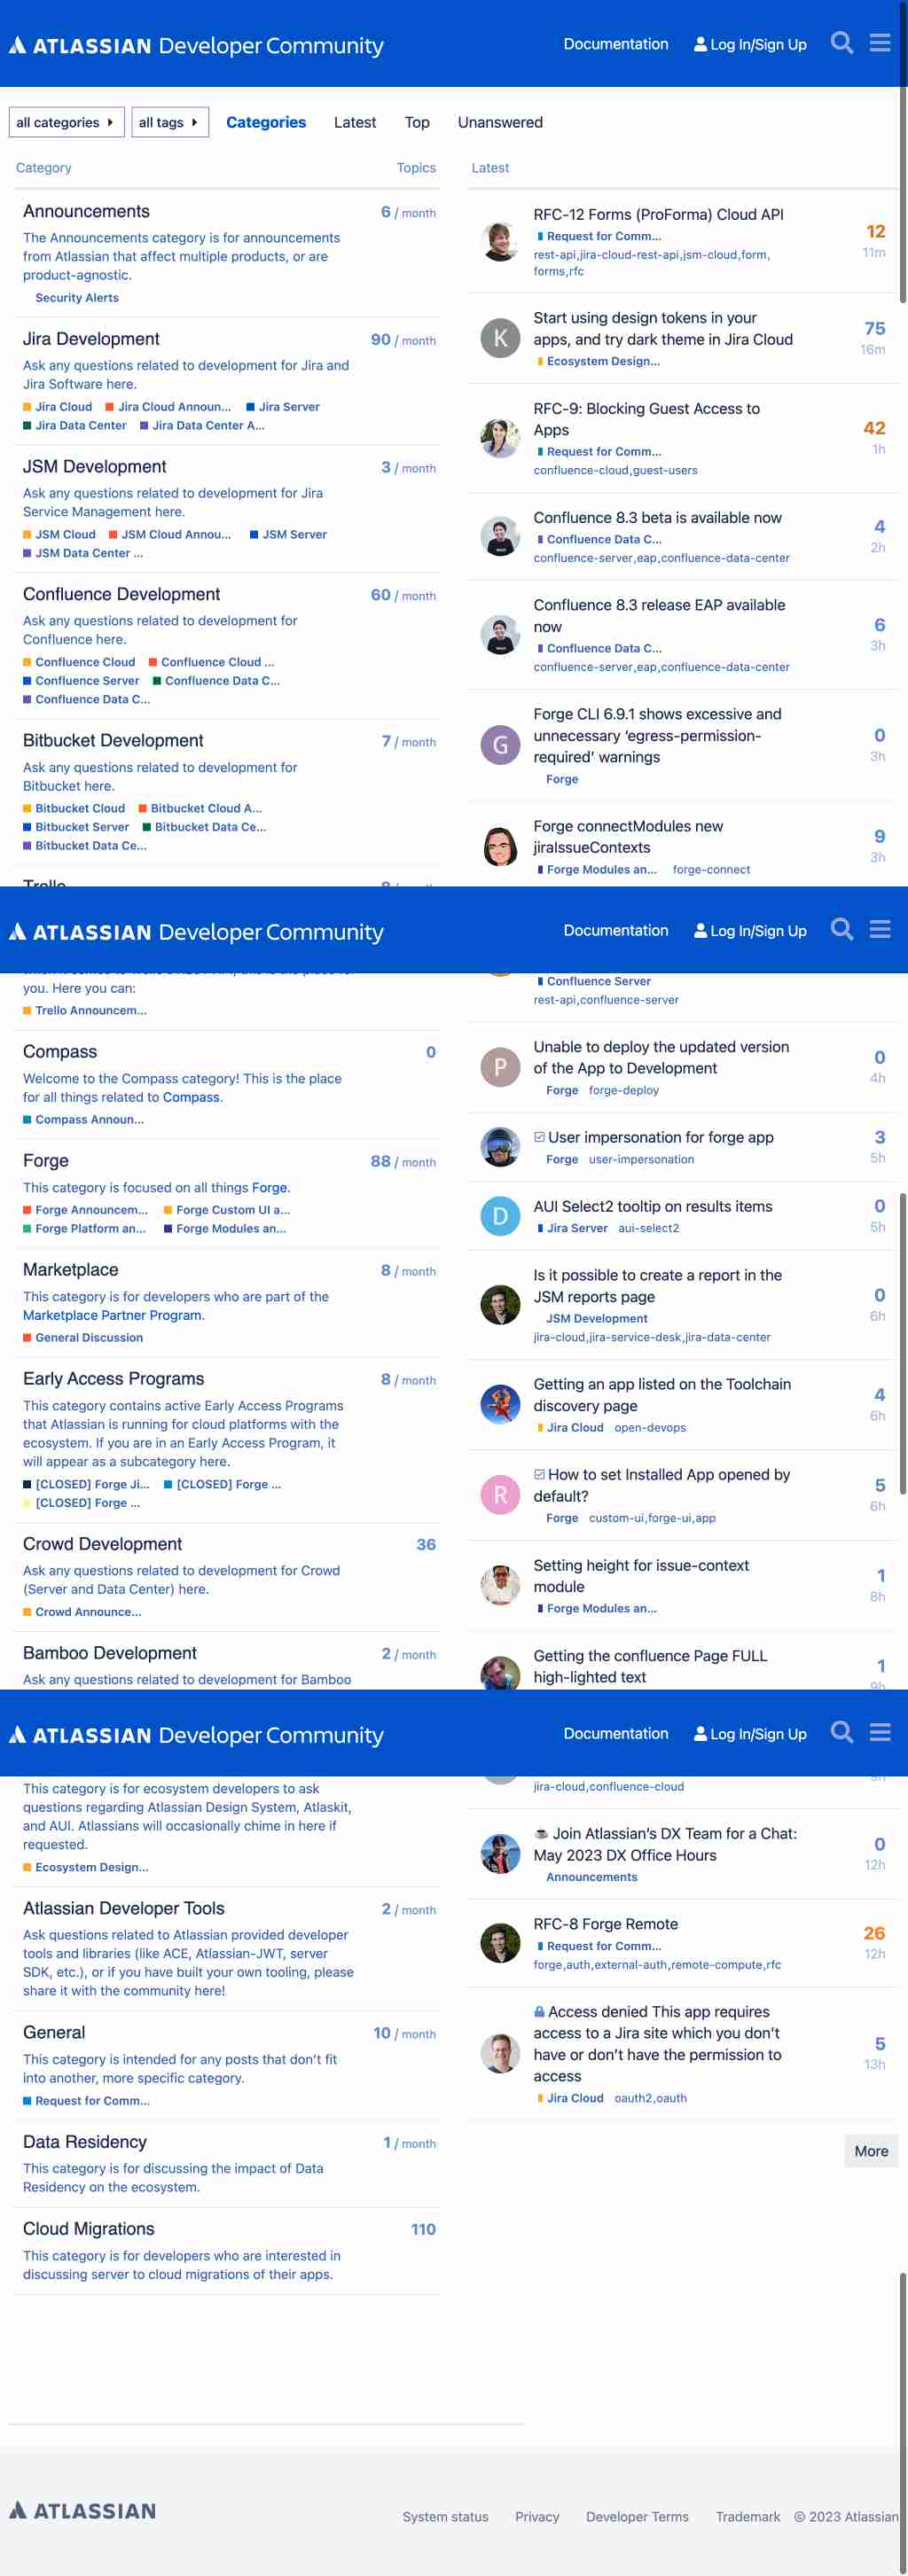 ATLASSIAN Developer Community
Documentation
Log In/Sign Up
all categories
all tags
Categories
Latest
Top
Unanswered
Category Topics
Announcements 6 / month
The Announcements category is for announcements
from Atlassian that affect multiple products, or are
product-agnostic.
Security Alerts
Jira Development 90 / month
Ask any questions related to development for Jira and
Jira Software here.
Jira Cloud Jira Cloud Announ... Jira Server
Jira Data Center Jira Data Center A...
JSM Development 3 / month
Ask any questions related to development for Jira
Service Management here.
JSM Cloud JSM Cloud Annou... JSM Server
JSM Data Center ...
Confluence Development 60 / month
Ask any questions related to development for
Confluence here.
Confluence Cloud Confluence Cloud ...
Confluence Server Confluence Data C...
Confluence Data C...
Bitbucket Development 7 / month
Ask any questions related to development for
Bitbucket here.
Bitbucket Cloud Bitbucket Cloud A...
Bitbucket Server Bitbucket Data Ce...
Bitbucket Data Ce...
Latest
RFC-12 Forms (ProForma) Cloud API 12
Request for Comm... 11m
rest-api,jira-cloud-rest-api,jsm-cloud,form,
forms,rfc
K
Start using design tokens in your 75
apps, and try dark theme in Jira Cloud 16m
Ecosystem Design...
RFC-9: Blocking Guest Access to
Apps 42
Request for Comm... 1h
confluence-cloud,guest-users
Confluence 8.3 beta is available now 4
Confluence Data C... 2h
confluence-server,eap,confluence-data-center
Confluence 8.3 release EAP available
now 6
Confluence Data C... 3h
confluence-server,eap,confluence-data-center
G
Forge CLI 6.9.1 shows excessive and
unnecessary ‘egress-permission- 0
required’ warnings 3h
Forge
Forge connectModules new 9
jiraIssueContexts 3h
Forge Modules an... forge-connect
Trello
ATLASSIAN Developer Community
Documentation
Log In/Sign Up
you. Here you can:
Trello Announcem...
Compass 0
Welcome to the Compass category! This is the place
for all things related to Compass.
Compass Announ...
Forge 88 / month
This category is focused on all things Forge.
Forge Announcem... Forge Custom UI a...
Forge Platform an... Forge Modules an...
Marketplace 8 / month
This category is for developers who are part of the
Marketplace Partner Program.
General Discussion
Early Access Programs 8 / month
This category contains active Early Access Programs
that Atlassian is running for cloud platforms with the
ecosystem. If you are in an Early Access Program, it
will appear as a subcategory here.
[CLOSED] Forge Ji... [CLOSED] Forge ...
[CLOSED] Forge ...
Crowd Development 36
Ask any questions related to development for Crowd
(Server and Data Center) here.
Crowd Announce...
Bamboo Development 2 / month
Ask any questions related to development for Bamboo
Confluence Server
rest-api,confluence-server
P
Unable to deploy the updated version 0
of the App to Development 4h
Forge forge-deploy
User impersonation for forge app 3
Forge user-impersonation 5h
D
AUI Select2 tooltip on results items 0
Jira Server aui-select2 5h
Is it possible to create a report in the
JSM reports page 0
JSM Development 6h
jira-cloud,jira-service-desk,jira-data-center
Getting an app listed on the Toolchain 4
discovery page 6h
Jira Cloud open-devops
R
How to set Installed App opened by 5
default? 6h
Forge custom-ui,forge-ui,app
Setting height for issue-context 1
module 8h
Forge Modules an...
Getting the confluence Page FULL 1
high-lighted text 9h
ATLASSIAN Developer Community
Documentation
Log In/Sign Up
This category is for ecosystem developers to ask
questions regarding Atlassian Design System, Atlaskit,
and AUI. Atlassians will occasionally chime in here if
requested.
Ecosystem Design...
Atlassian Developer Tools 2 / month
Ask questions related to Atlassian provided developer
tools and libraries (like ACE, Atlassian-JWT, server
SDK, etc.), or if you have built your own tooling, please
share it with the community here!
General 10 / month
This category is intended for any posts that don’t fit
into another, more specific category.
Request for Comm...
Data Residency 1 / month
This category is for discussing the impact of Data
Residency on the ecosystem.
Cloud Migrations 110
This category is for developers who are interested in
discussing server to cloud migrations of their apps.
jira-cloud,confluence-cloud
Join Atlassian’s DX Team for a Chat: 0
May 2023 DX Office Hours 12h
Announcements
RFC-8 Forge Remote 26
Request for Comm... 12h
forge,auth,external-auth,remote-compute,rfc
Access denied This app requires
access to a Jira site which you don’t 5
have or don’t have the permission to 13h
access
Jira Cloud oauth2,oauth
More
ATLASSIAN
System status
Privacy
Developer Terms
Trademark
© 2023 Atlassian